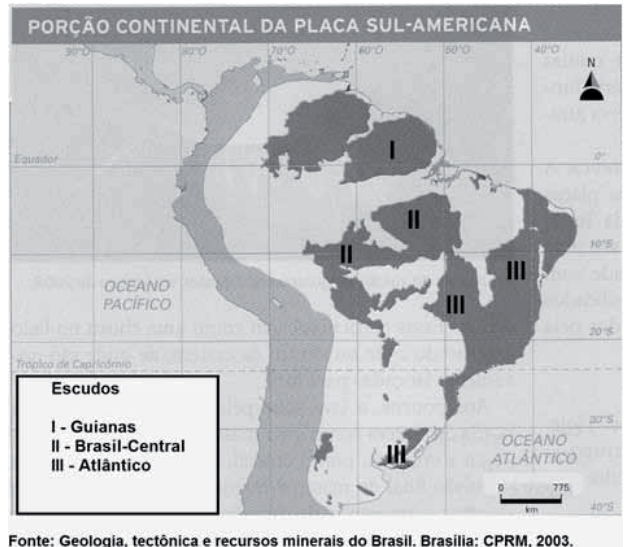 PORÇÃO CONTINENTAL DA PLACA SUL-AMERICANA
80°O 70°O 60°O 50°O 40°O
N
I
Equador 0°
II
II
III
10°S
OCEANO
PACÍFICO
III
20°S
Trópico de Capricórnio
Escudos
I - Guianas
II - Brasil-Central
III - Atlântico
30°S
III
OCEANO
ATLÂNTICO
0 775
km
40°S
Fonte: Geologia, tectônica e recursos minerais do Brasil. Brasília: CPRM, 2003.